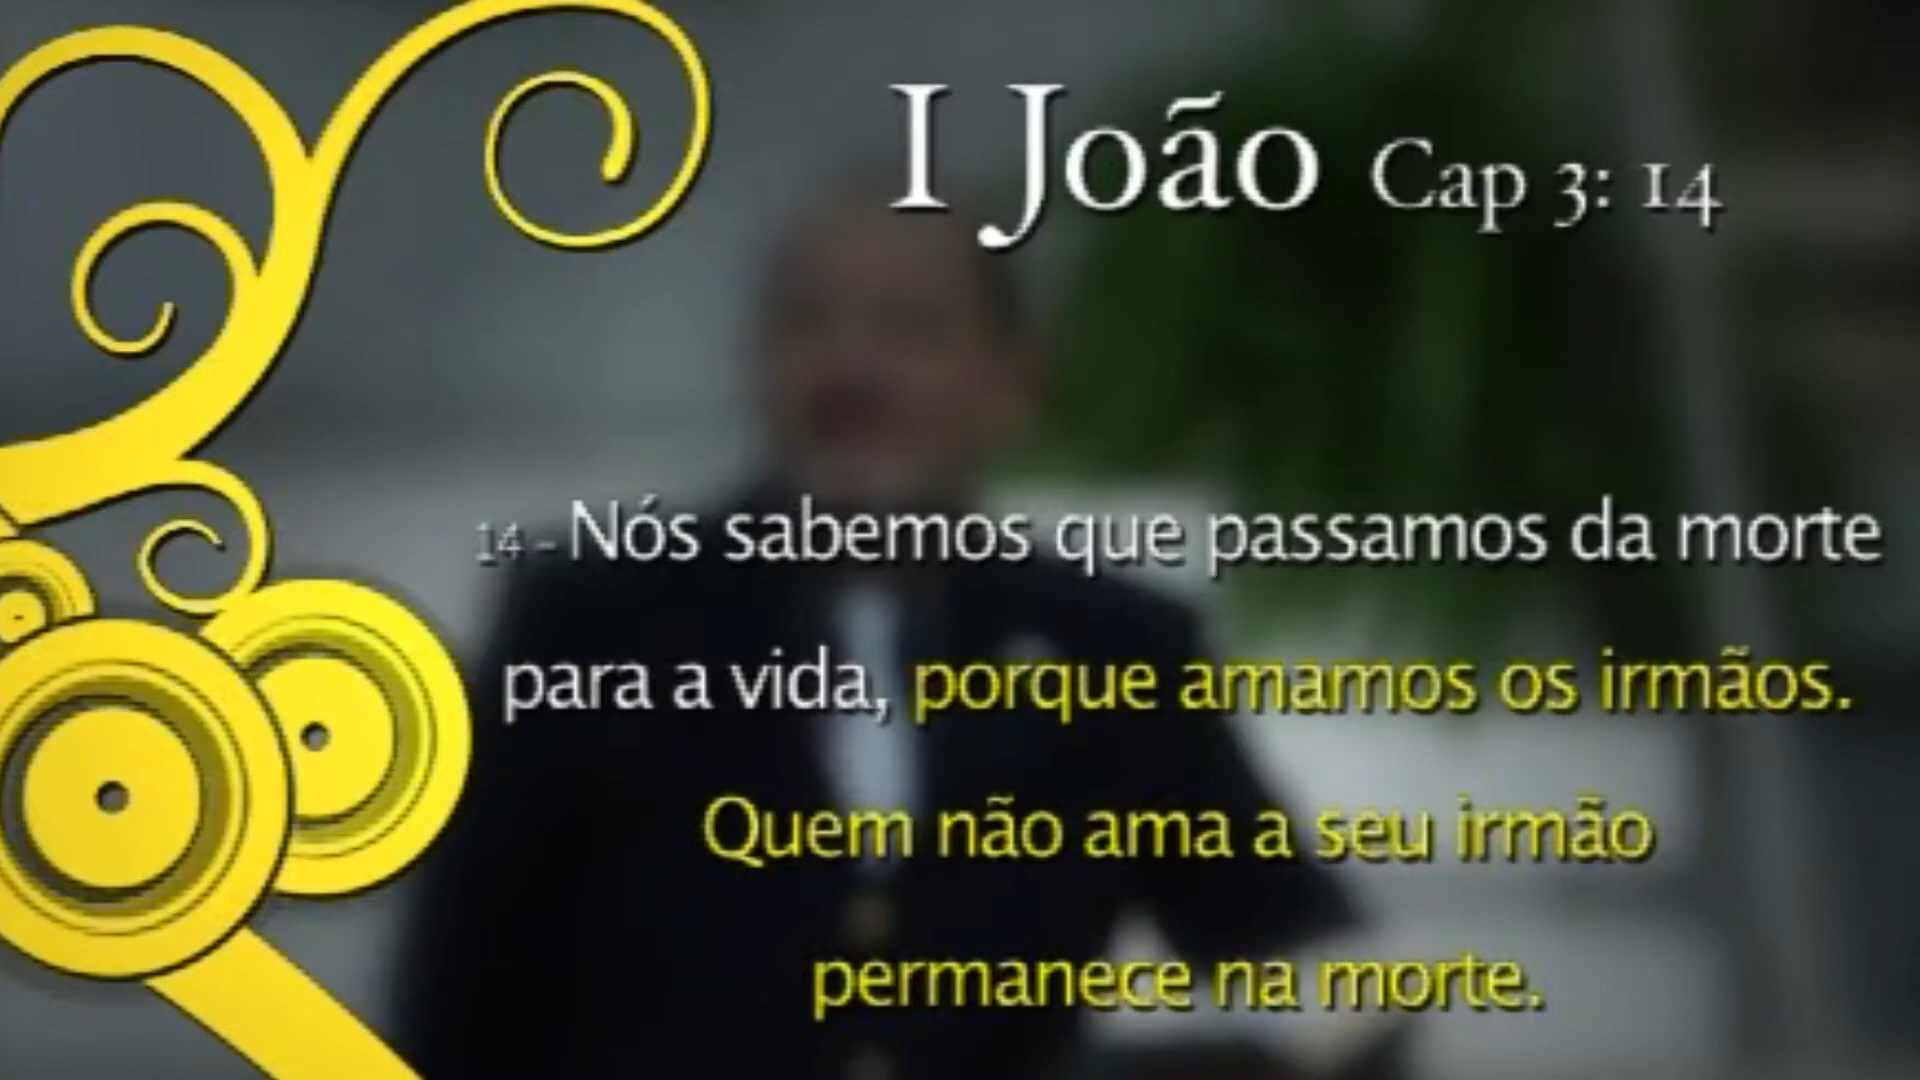 I João Cap 3: 14
14 - Nós sabemos que passamos da morte
para a vida, porque amamos os irmãos.
Quem não ama a seu irmão
permanece na morte.